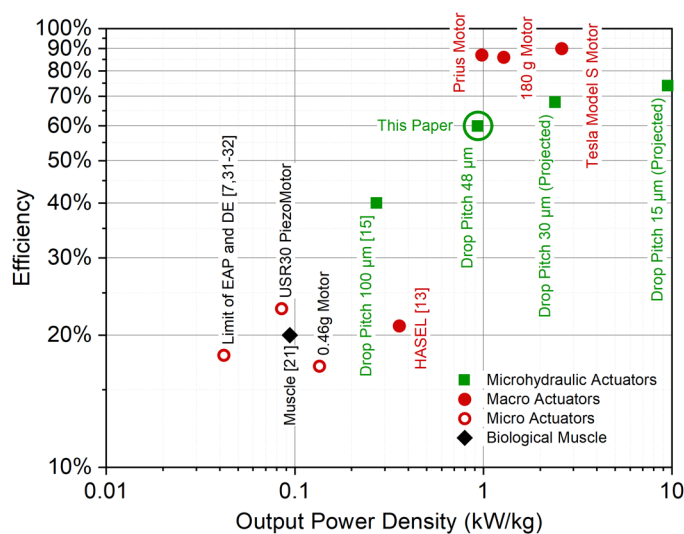 100%
90%
80%
70%
60%
50%
40%
30%
20%
10%
Efficiency
0.01
0.1
1
10
Output Power Density (kW/kg)
Limit of EAP and DE [7,31-32]
USR30 PiezoMotor
Muscle [21]
0.46g Motor
Drop Pitch 100 µm [15]
HASEL [13]
This Paper
Drop Pitch 48 µm
Prius Motor
180 g Motor
Drop Pitch 30 µm (Projected)
Tesla Model S Motor
Drop Pitch 15 µm (Projected)
Microhydraulic Actuators
Macro Actuators
Micro Actuators
Biological Muscle